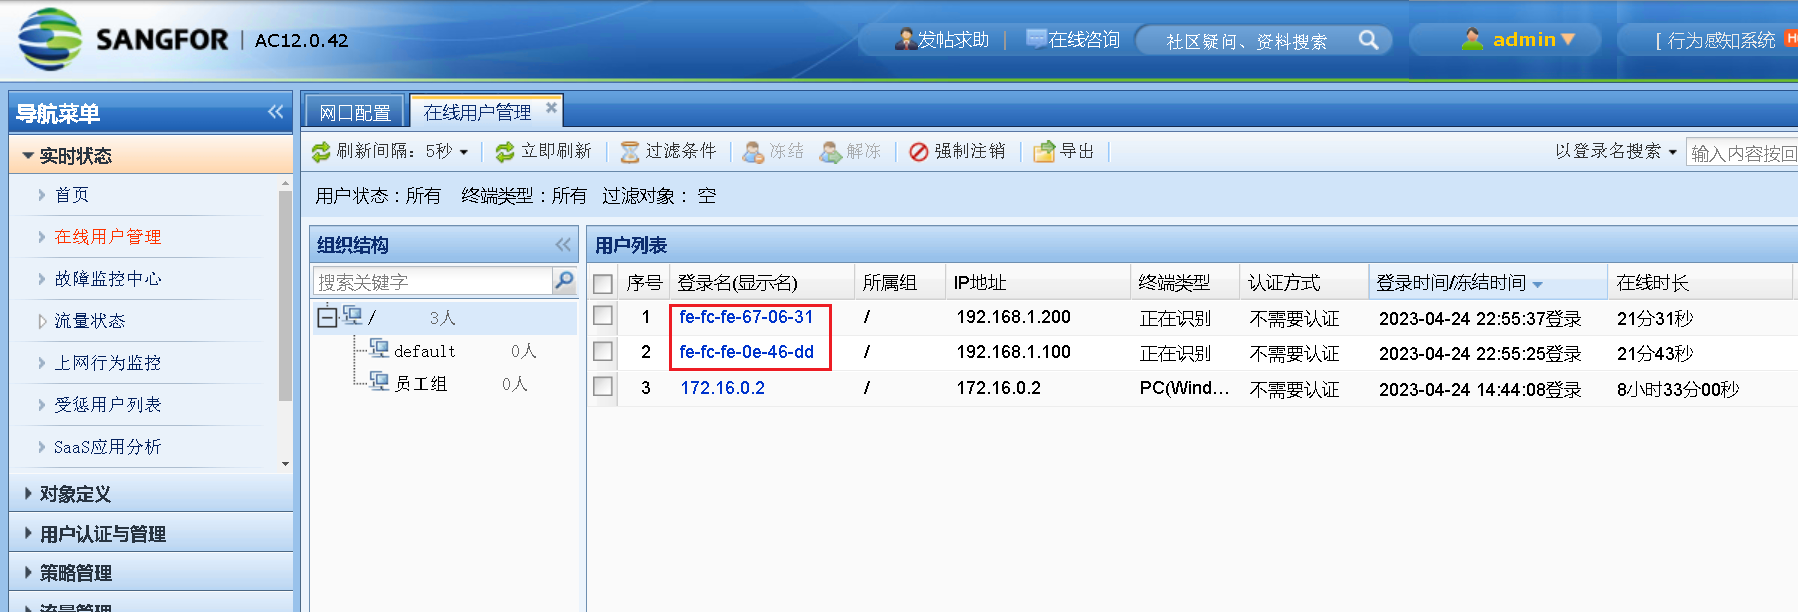 SANGFOR | AC12.0.42
发帖求助 | 在线咨询
社区疑问、资料搜索
admin
[ 行为感知系统
导航菜单
网口配置
在线用户管理
实时状态
刷新间隔：5秒
立即刷新
过滤条件
冻结
解冻
强制注销
导出
以登录名搜索
输入内容按回
首页
用户状态：所有 终端类型：所有 过滤对象： 空
在线用户管理
故障监控中心
流量状态
上网行为监控
受惩用户列表
SaaS应用分析
对象定义
用户认证与管理
策略管理
组织结构
搜索关键字
/ 3人
default 0人
员工组 0人
用户列表
序号 登录名(显示名) 所属组 IP地址 终端类型 认证方式 登录时间/冻结时间 在线时长
1 fe-fc-fe-67-06-31 / 192.168.1.200 正在识别 不需要认证 2023-04-24 22:55:37登录 21分31秒
2 fe-fc-fe-0e-46-dd / 192.168.1.100 正在识别 不需要认证 2023-04-24 22:55:25登录 21分43秒
3 172.16.0.2 / 172.16.0.2 PC(Wind... 不需要认证 2023-04-24 14:44:08登录 8小时33分00秒